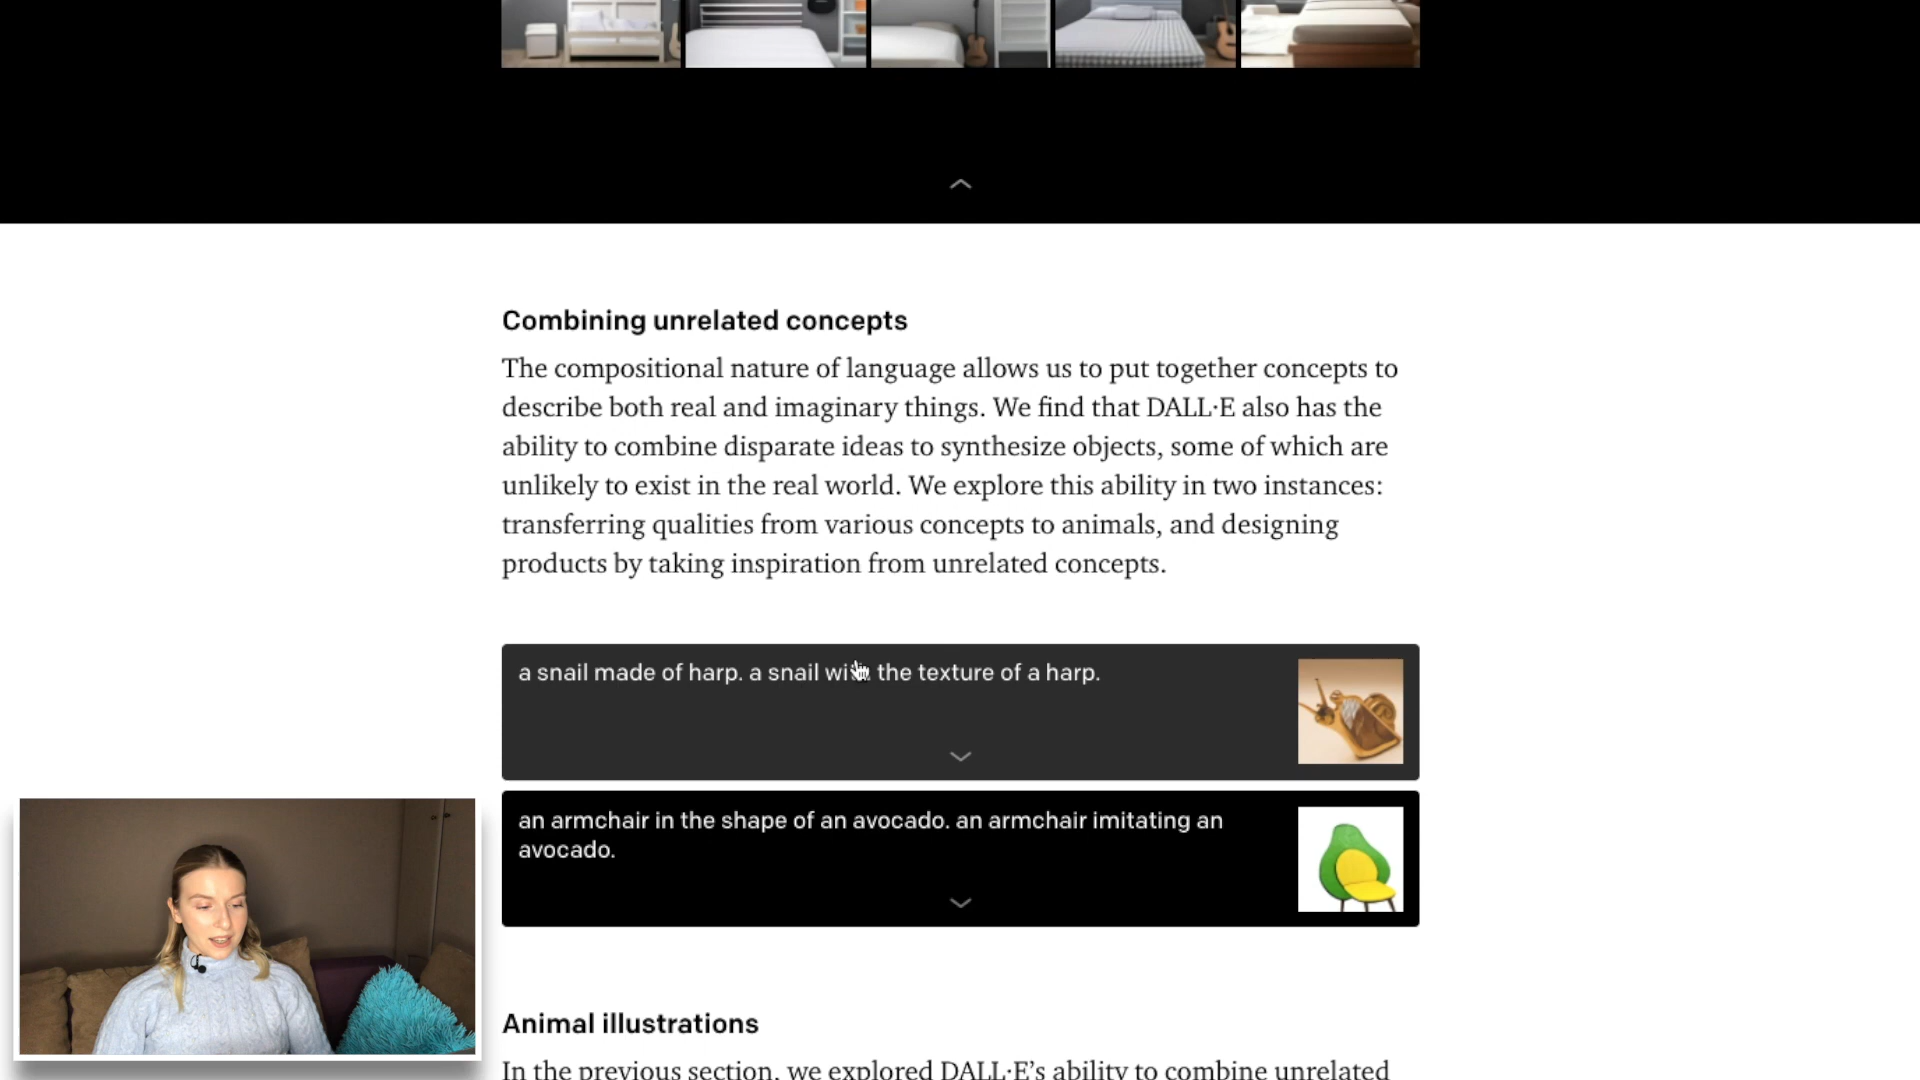 Combining unrelated concepts
The compositional nature of language allows us to put together concepts to
describe both real and imaginary things. We find that DALL·E also has the
ability to combine disparate ideas to synthesize objects, some of which are
unlikely to exist in the real world. We explore this ability in two instances:
transferring qualities from various concepts to animals, and designing
products by taking inspiration from unrelated concepts.
a snail made of harp. a snail with the texture of a harp.
an armchair in the shape of an avocado. an armchair imitating an
avocado.
Animal illustrations
In the previous section, we explored DALL·E’s ability to combine unrelated